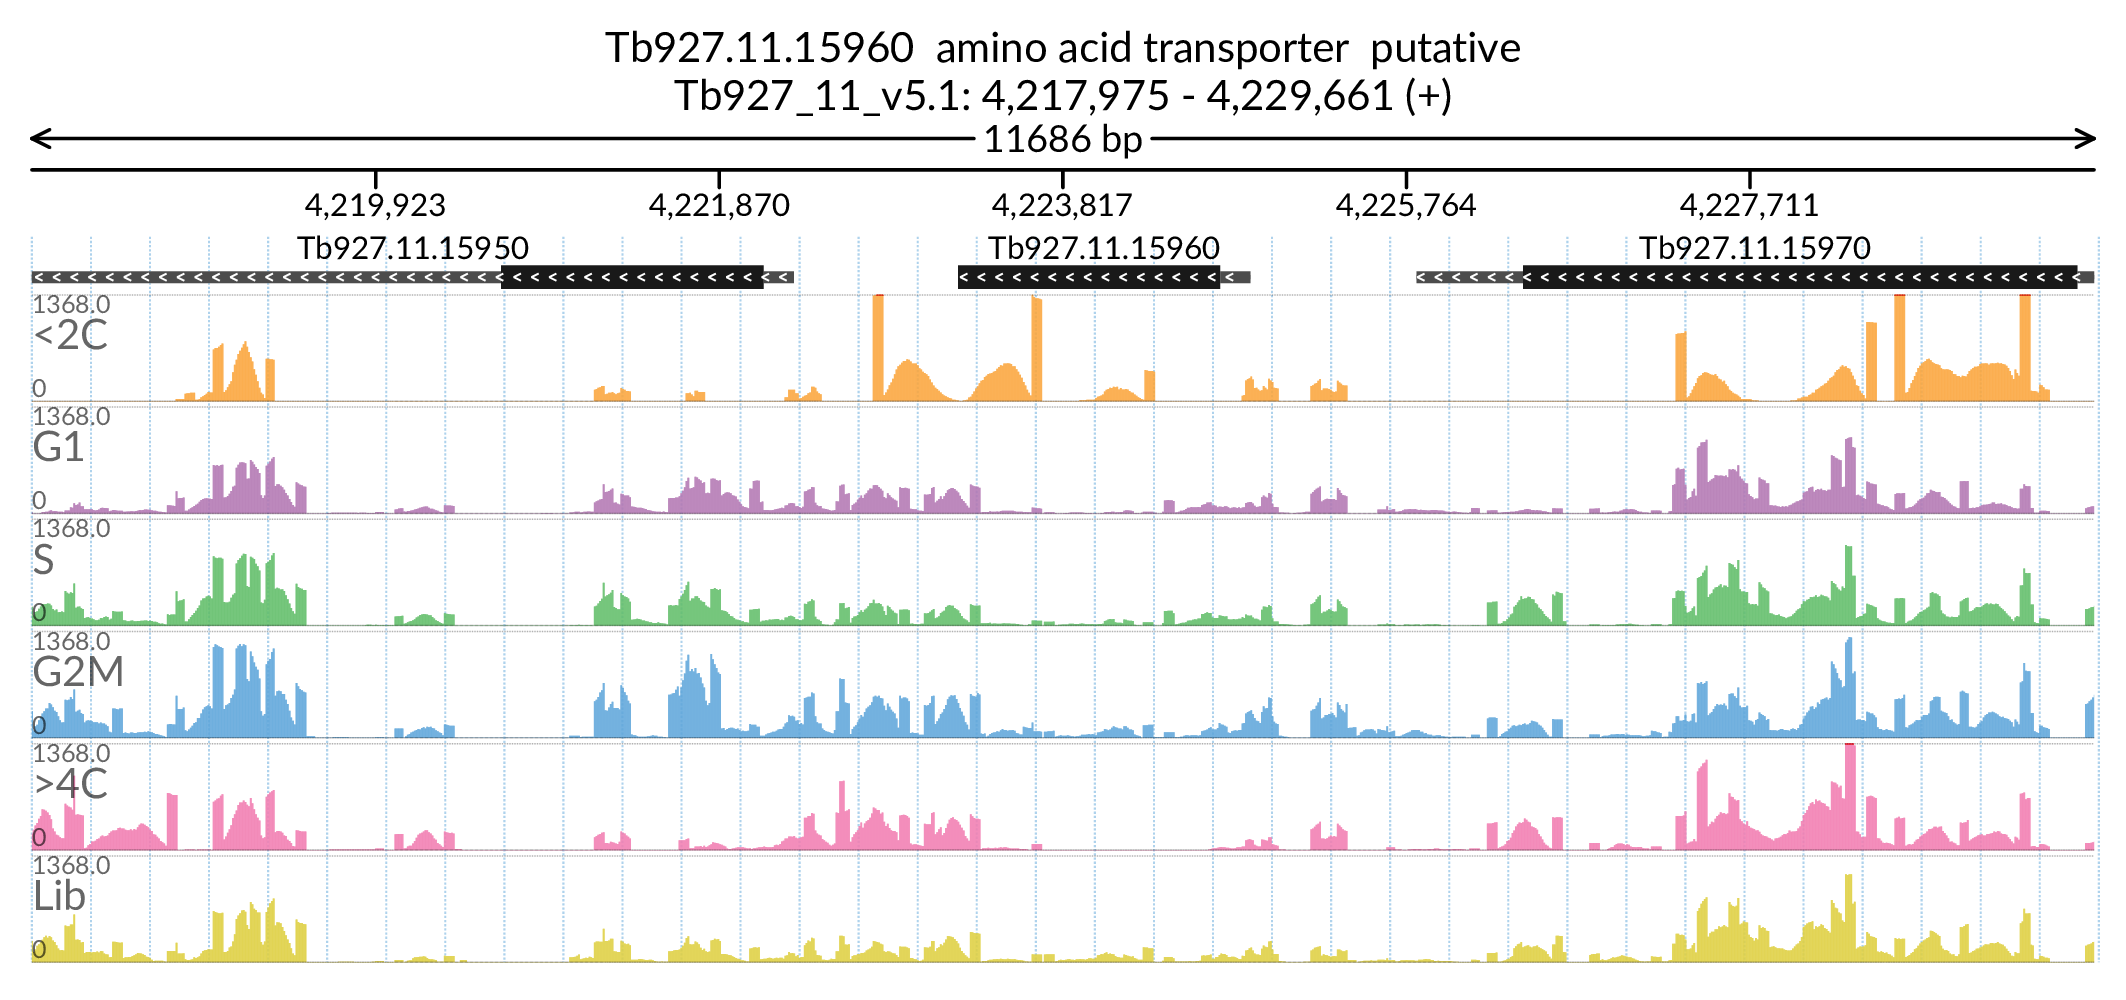 Tb927.11.15960 amino acid transporter putative
Tb927_11_v5.1: 4,217,975 - 4,229,661 (+)
11686 bp
4,219,923 4,221,870 4,223,817 4,225,764 4,227,711
Tb927.11.15950 Tb927.11.15960 Tb927.11.15970
1368.0
<2C
0
1368.0
G1
0
1368.0
S
0
1368.0
G2M
0
1368.0
>4C
0
1368.0
Lib
0